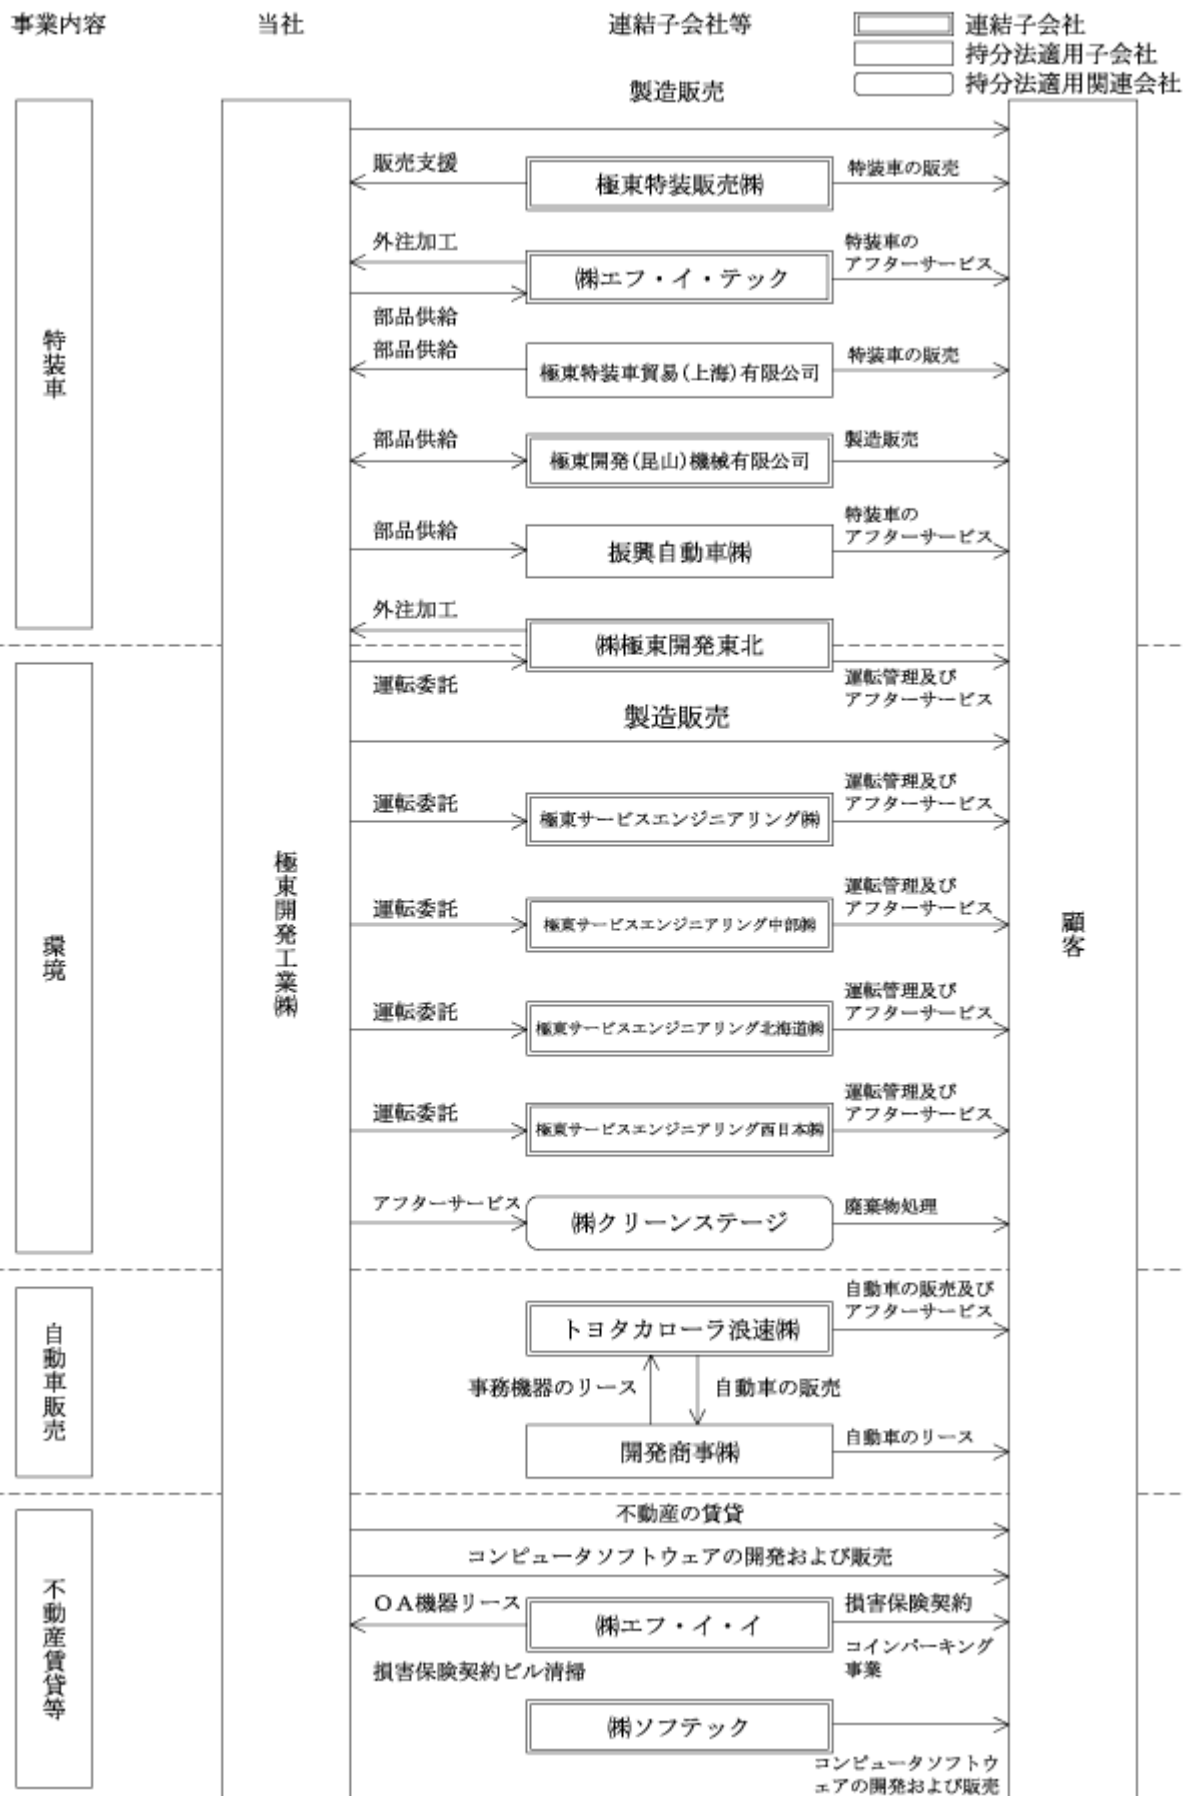 事業内容
当社
連結子会社等
連結子会社
持分法適用子会社
持分法適用関連会社
製造販売
特装車
販売支援
極東特装販売㈱
特装車の販売
外注加工
㈱エフ・イ・テック
特装車の
アフターサービス
部品供給
部品供給
極東特装車貿易(上海)有限公司
特装車の販売
部品供給
極東開発(昆山)機械有限公司
製造販売
部品供給
振興自動車㈱
特装車の
アフターサービス
外注加工
㈱極東開発東北
運転委託
運転管理及び
アフターサービス
製造販売
環境
極東開発工業㈱
顧客
運転委託
極東サービスエンジニアリング㈱
運転管理及び
アフターサービス
運転委託
極東サービスエンジニアリング中部㈱
運転管理及び
アフターサービス
運転委託
極東サービスエンジニアリング北海道㈱
運転管理及び
アフターサービス
運転委託
極東サービスエンジニアリング西日本㈱
運転管理及び
アフターサービス
アフターサービス
㈱クリーンステージ
廃棄物処理
自動車販売
トヨタカローラ浪速㈱
自動車の販売及び
アフターサービス
事務機器のリース
自動車の販売
開発商事㈱
自動車のリース
不動産賃貸等
不動産の賃貸
コンピュータソフトウェアの開発および販売
ＯＡ機器リース
㈱エフ・イ・イ
損害保険契約
損害保険契約ビル清掃
コインパーキング
事業
㈱ソフテック
コンピュータソフトウ
ェアの開発および販売